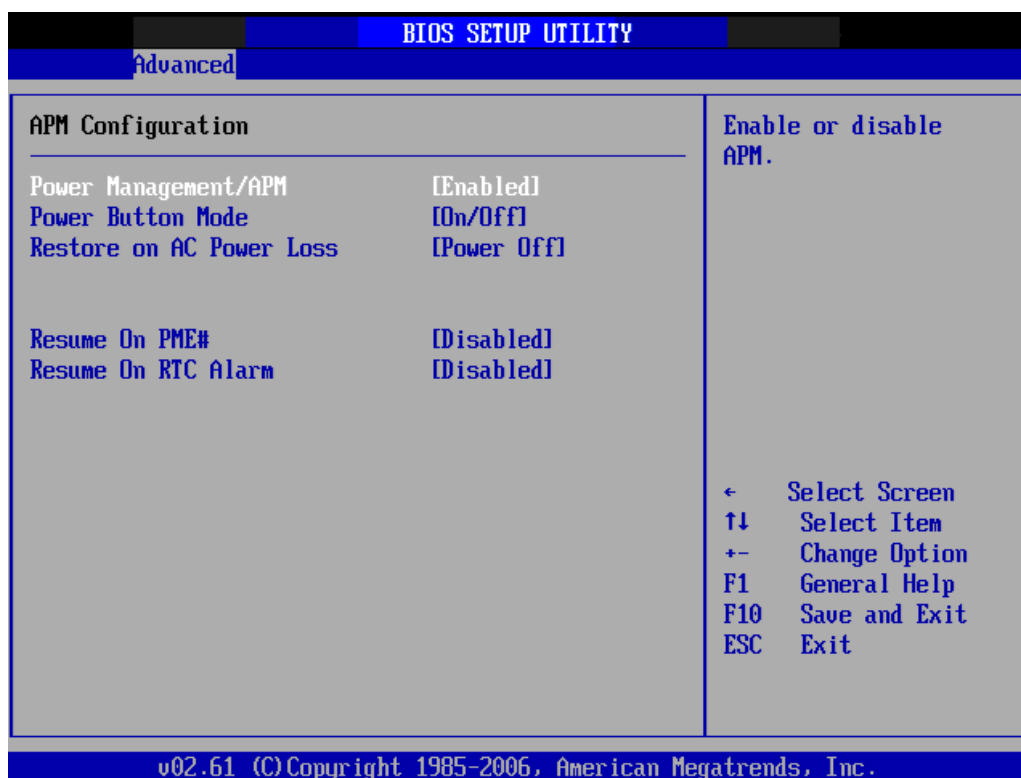 BIOS SETUP UTILITY
Advanced
APM Configuration
Power Management/APM [Enabled]
Power Button Mode [On/Off]
Restore on AC Power Loss [Power Off]
Resume On PME# [Disabled]
Resume On RTC Alarm [Disabled]
Enable or disable
APM.
← Select Screen
↑↓ Select Item
+- Change Option
F1 General Help
F10 Save and Exit
ESC Exit
v02.61 (C)Copyright 1985-2006, American Megatrends, Inc.